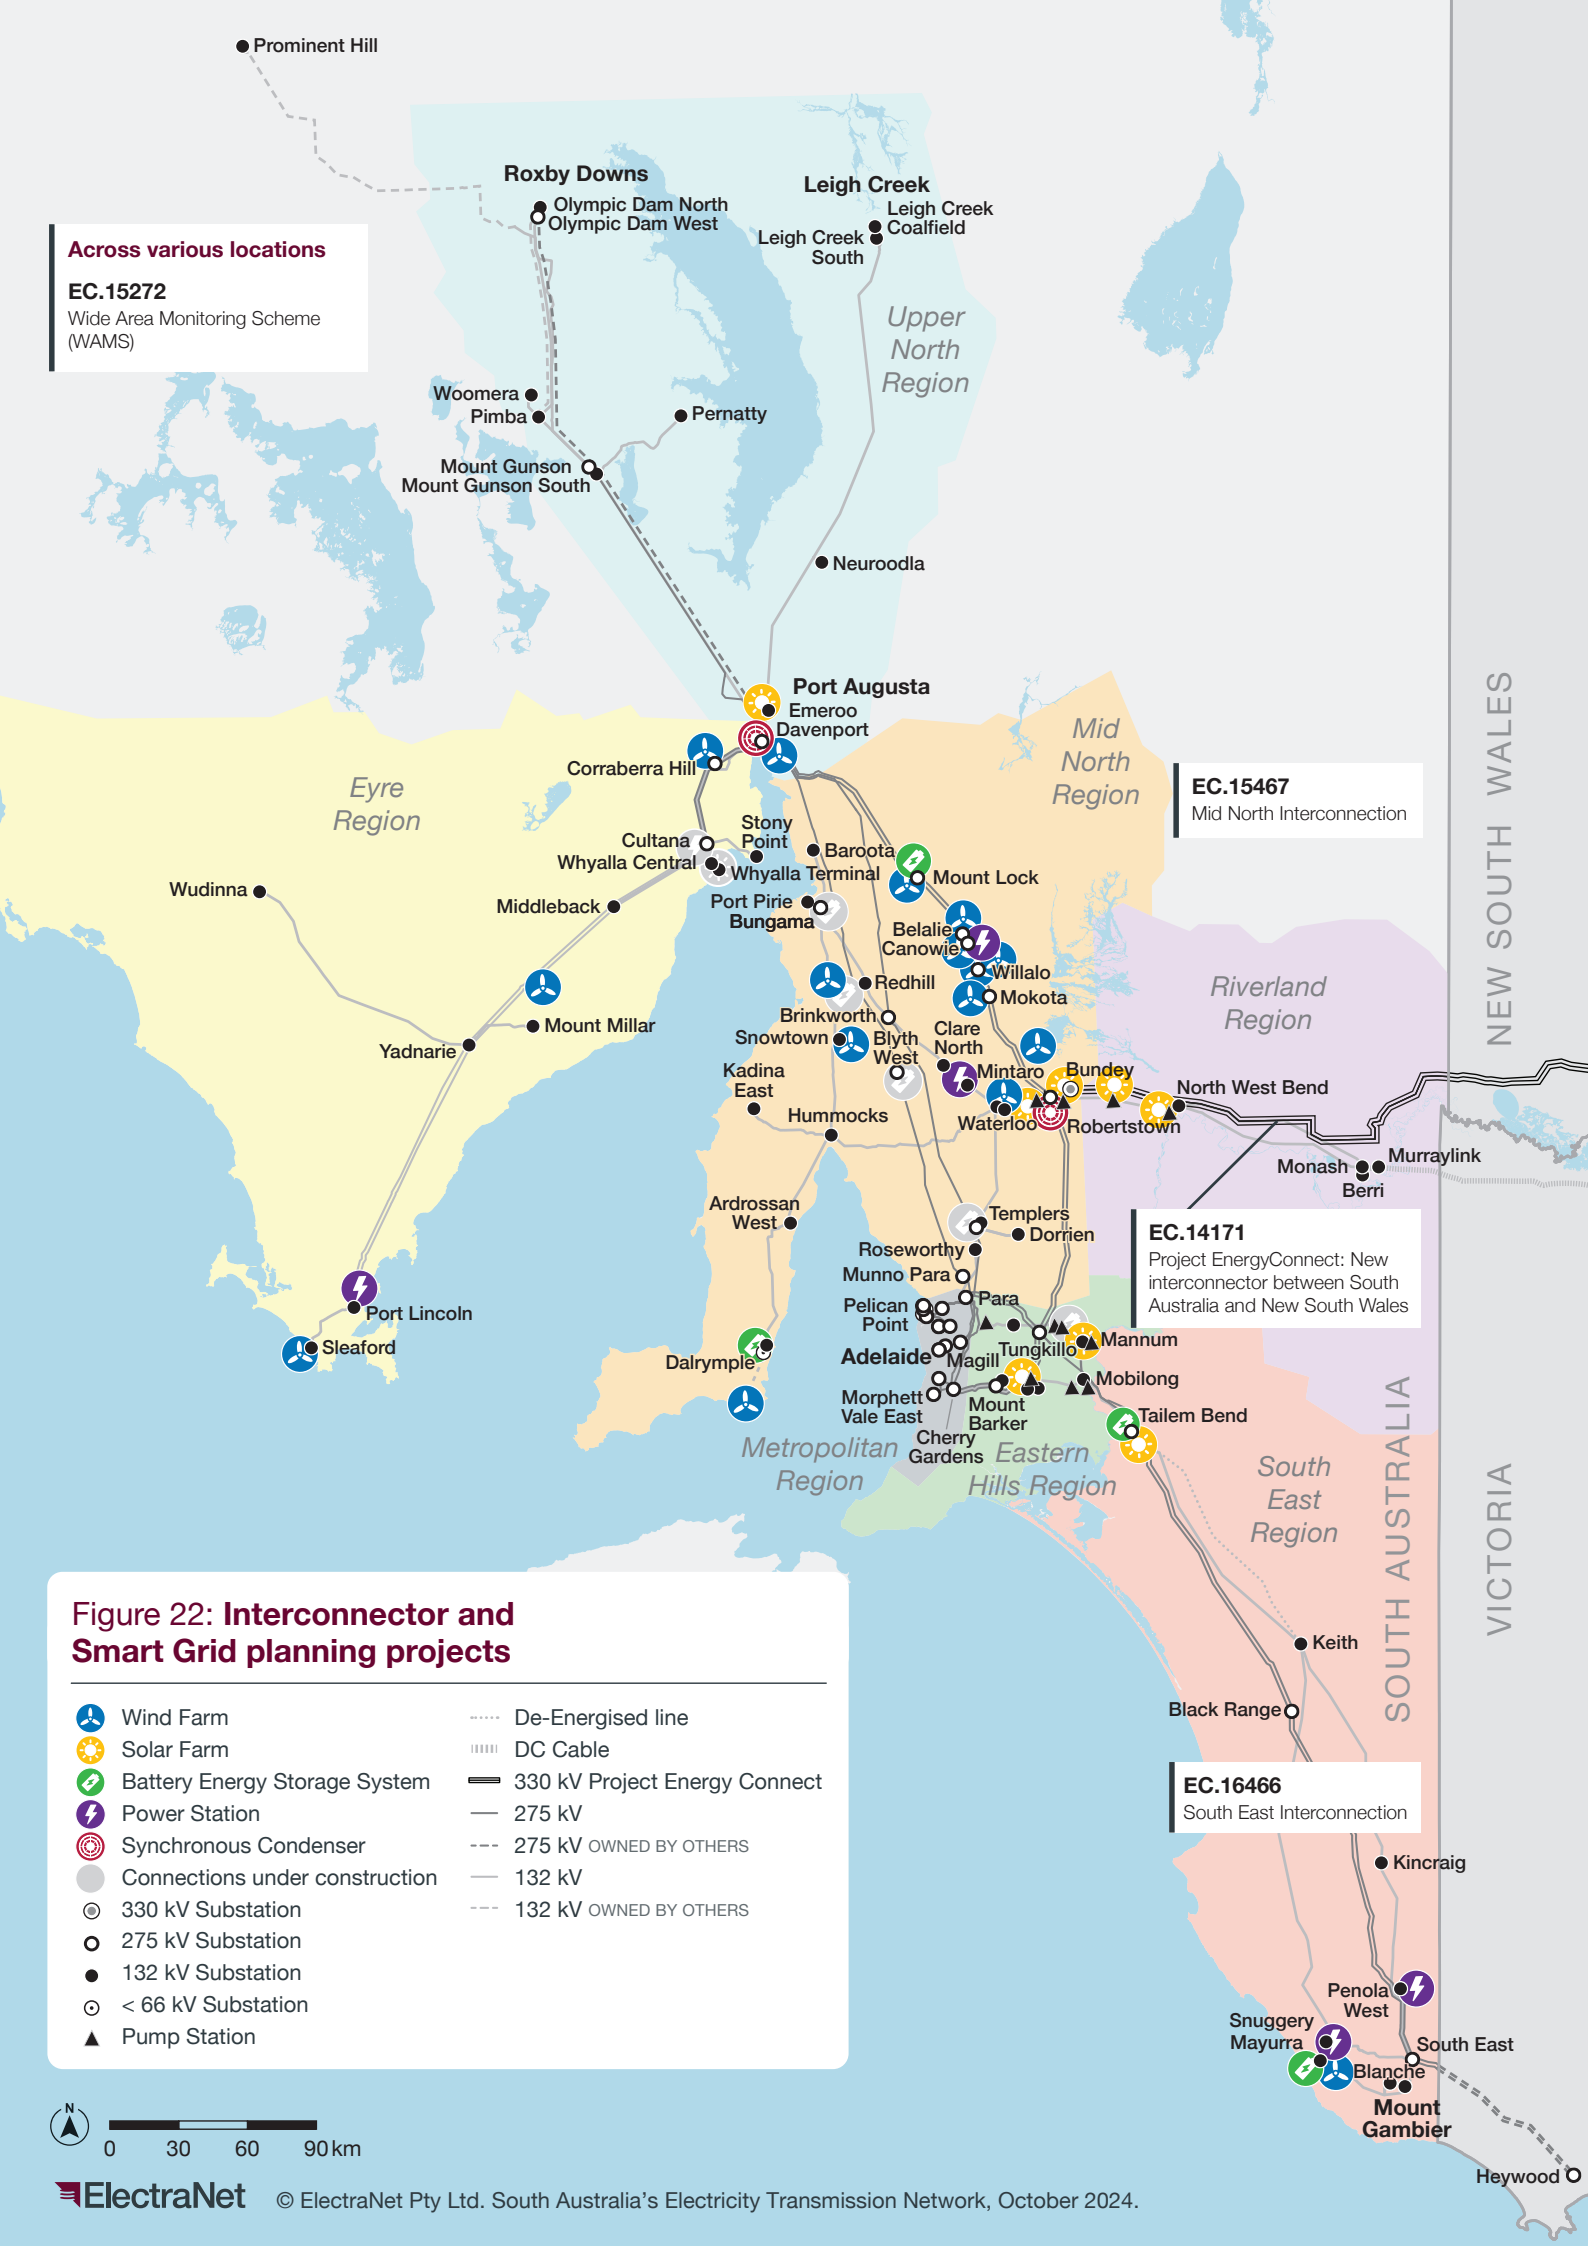 Prominent Hill
Roxby Downs
Olympic Dam North
Olympic Dam West
Leigh Creek
Leigh Creek
Coalfield
Leigh Creek
South
Across various locations
EC.15272
Wide Area Monitoring Scheme
(WAMS)
Upper
North
Region
Woomera
Pimba
Pernatty
Mount Gunson
Mount Gunson South
Neuroodla
Port Augusta
Emeroo
Davenport
Corraberra Hill
Mid
North
Region
NEW SOUTH WALES
EC.15467
Mid North Interconnection
Eyre
Region
Stony
Point
Cultana
Whyalla Central
Whyalla Terminal
Baroota
Mount Lock
Wudinna
Middleback
Port Pirie
Bungama
Belalie
Canowie
Willalo
Mokota
Redhill
Riverland
Region
Mount Millar
Yadnarie
Brinkworth
Snowtown
Blyth
West
Clare
North
Mintaro
Bundey
North West Bend
Kadina
East
Hummocks
Waterloo
Robertstown
Monash
Murraylink
Berri
Ardrossan
West
Templers
Dorrien
Roseworthy
EC.14171
Project EnergyConnect: New
interconnector between South
Australia and New South Wales
Munno Para
Para
Pelican
Point
Port Lincoln
Sleaford
Dalrymple
Adelaide
Magill
Tungkillo
Mannum
Mobilong
Morphett
Vale East
Mount
Barker
Cherry
Gardens
Tailem Bend
Metropolitan
Region
Eastern
Hills Region
South
East
Region
SOUTH AUSTRALIA
VICTORIA
Keith
Black Range
EC.16466
South East Interconnection
Kincraig
Penola
West
Snuggery
Mayurra
South East
Blanche
Mount
Gambier
Heywood
Figure 22: Interconnector and
Smart Grid planning projects
Wind Farm
Solar Farm
Battery Energy Storage System
Power Station
Synchronous Condenser
Connections under construction
330 kV Substation
275 kV Substation
132 kV Substation
< 66 kV Substation
Pump Station
De-Energised line
DC Cable
330 kV Project Energy Connect
275 kV
275 kV OWNED BY OTHERS
132 kV
132 kV OWNED BY OTHERS
N
0 30 60 90 km
ElectraNet
© ElectraNet Pty Ltd. South Australia's Electricity Transmission Network, October 2024.